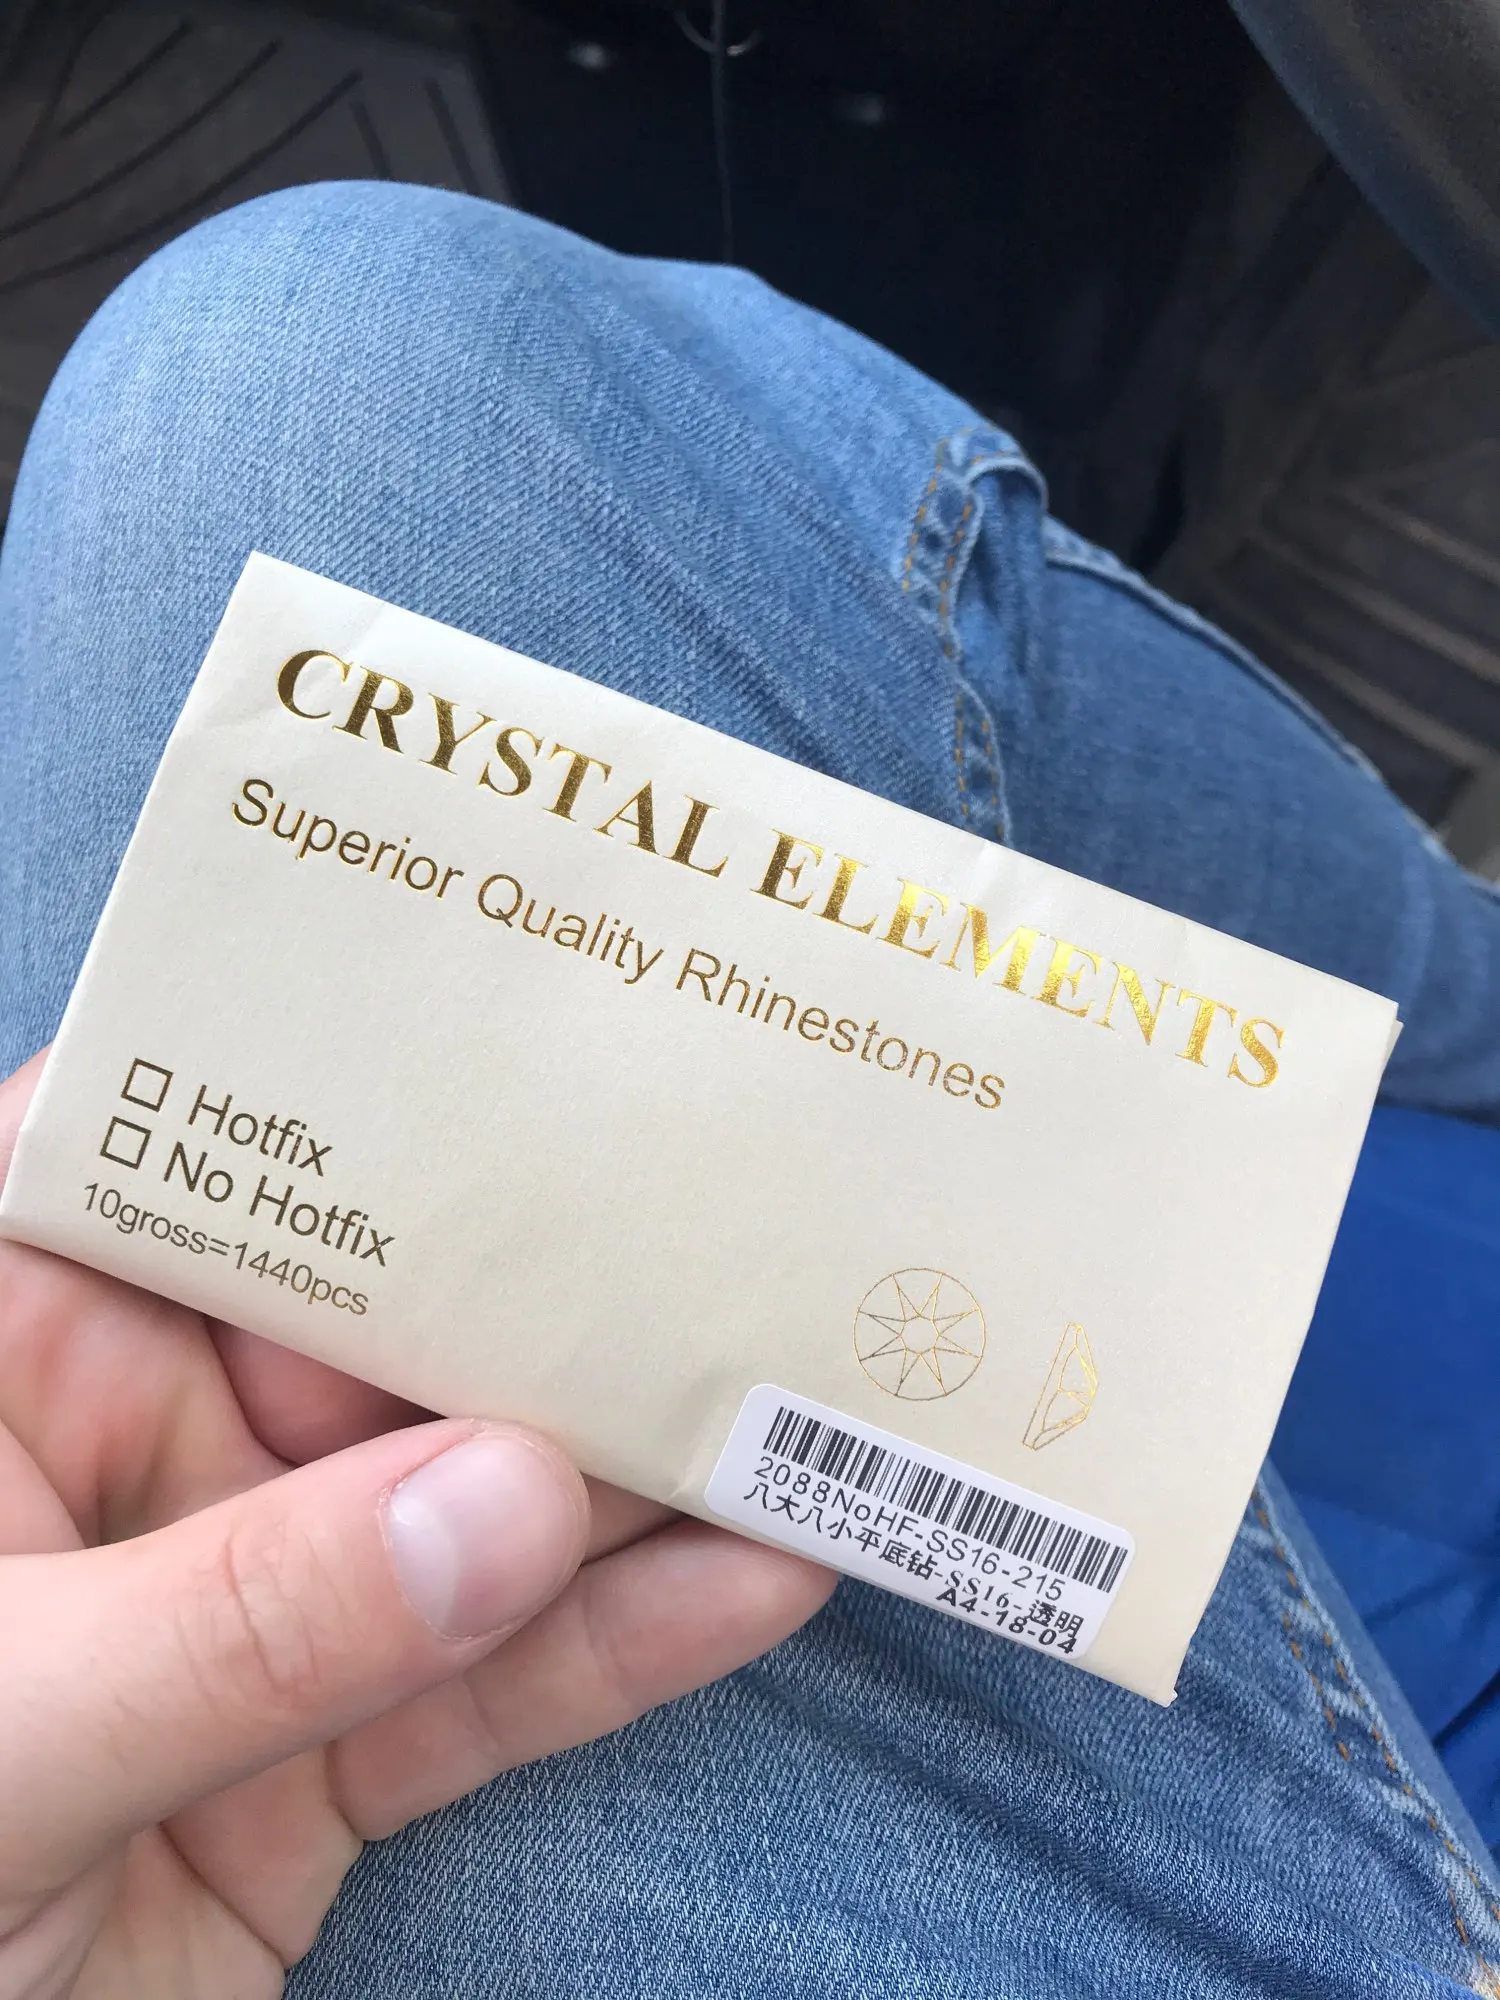 CRYSTAL ELEMENTS
Superior Quality Rhinestones
Hotfix
No Hotfix
10gross=1440pcs
2088NoHF-SS16-215
八大八小平底钻-SS16-透明
A4-18-04